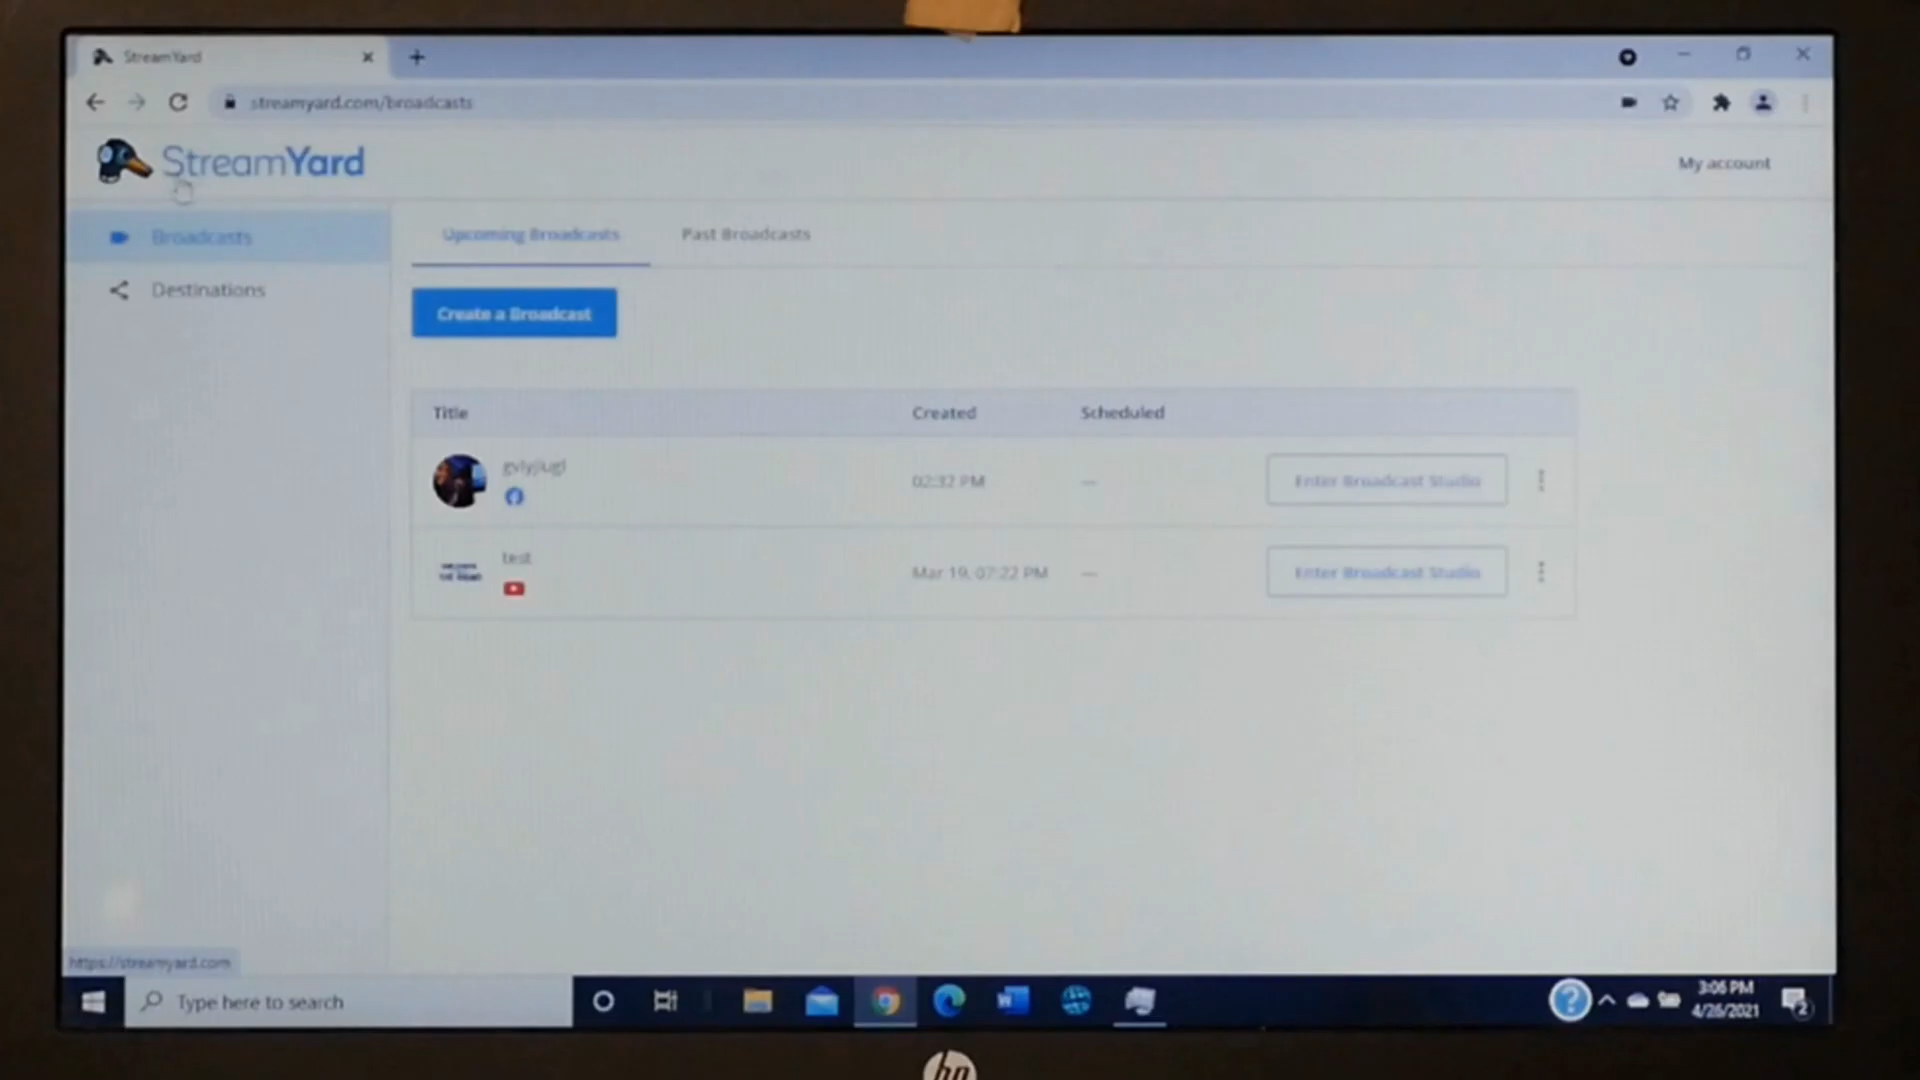 StreamYard
streamyard.com/broadcasts
StreamYard
My account
Broadcasts
Destinations
Upcoming Broadcasts
Past Broadcasts
Create a Broadcast
Title
Created
Scheduled
02:32 PM
—
Enter Broadcast Studio
test
Mar 19, 07:22 PM
—
Enter Broadcast Studio
https://streamyard.com
Type here to search
3:06 PM
4/26/2021
2
hp